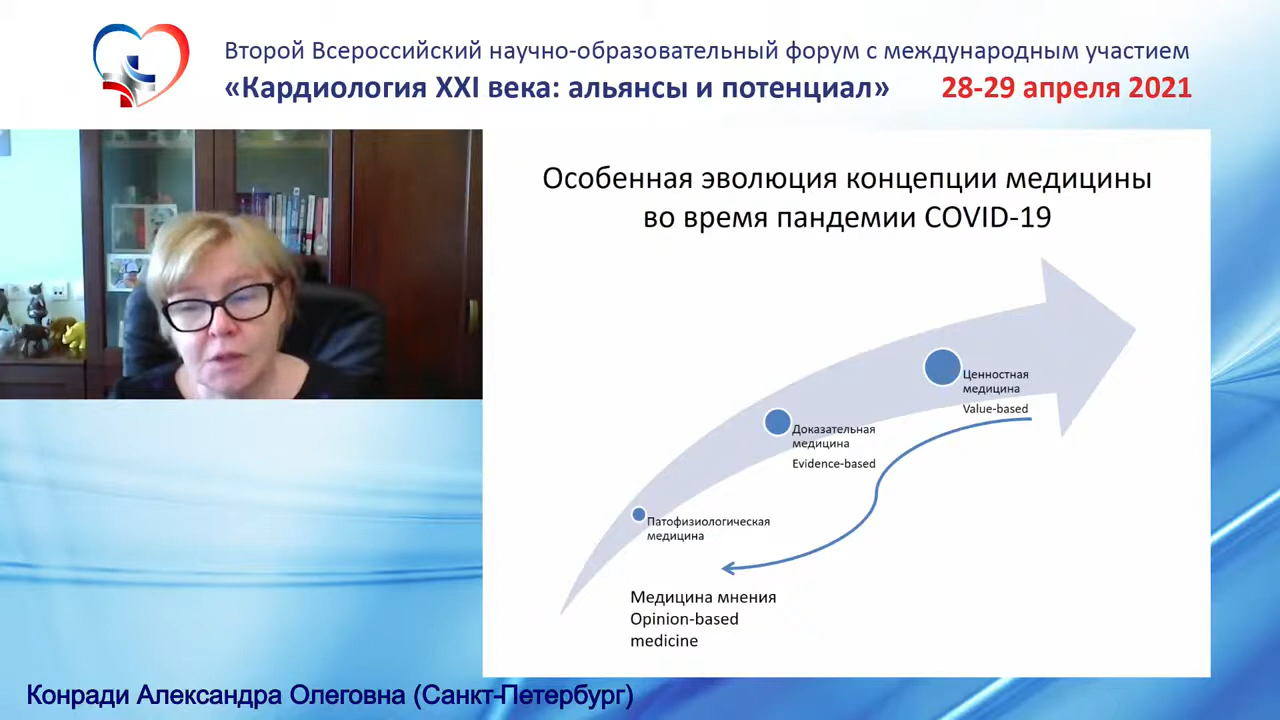 Второй Всероссийский научно-образовательный форум с международным участием
«Кардиология XXI века: альянсы и потенциал» 28-29 апреля 2021
Особенная эволюция концепции медицины
во время пандемии COVID-19
Ценностная
медицина
Value-based
Доказательная
медицина
Evidence-based
Патофизиологическая
медицина
Медицина мнения
Opinion-based
medicine
Конради Александра Олеговна (Санкт-Петербург)